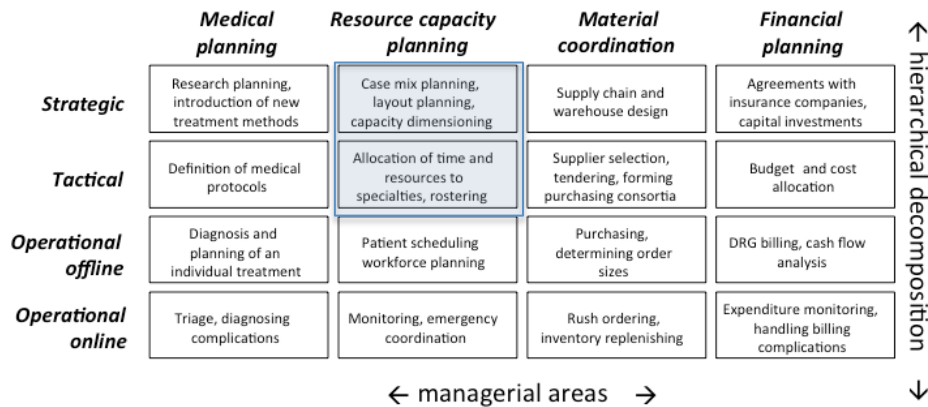 Medical planning
Resource capacity planning
Material coordination
Financial planning
Strategic
Research planning,
introduction of new
treatment methods
Case mix planning,
layout planning,
capacity dimensioning
Supply chain and
warehouse design
Agreements with
insurance companies,
capital investments
Tactical
Definition of medical
protocols
Allocation of time and
resources to
specialties, rostering
Supplier selection,
tendering, forming
purchasing consortia
Budget and cost
allocation
Operational
offline
Diagnosis and
planning of an
individual treatment
Patient scheduling
workforce planning
Purchasing,
determining order
sizes
DRG billing, cash flow
analysis
Operational
online
Triage, diagnosing
complications
Monitoring, emergency
coordination
Rush ordering,
inventory replenishing
Expenditure monitoring,
handling billing
complications
← managerial areas →
← hierarchical decomposition →